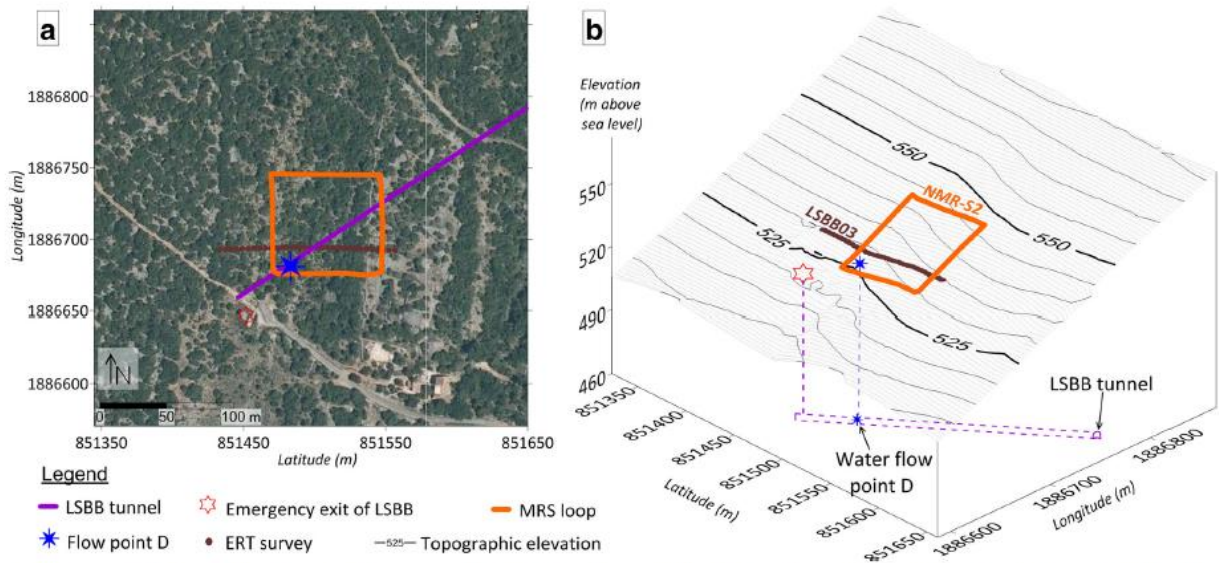 a
1886800
1886750
1886700
1886650
1886600
Longitude (m)
N
0 50 100 m
851350 851450 851550 851650
Latitude (m)
b
Elevation
(m above
sea level)
550
520
490
460
550
550
NMR-S2
LSBB03
525
525
LSBB tunnel
Water flow
point D
851350
851400
851450
851500
851550
851600
851650
Latitude (m)
1886600
1886700
1886800
Longitude (m)
Legend
LSBB tunnel
Emergency exit of LSBB
MRS loop
Flow point D
ERT survey
525 Topographic elevation